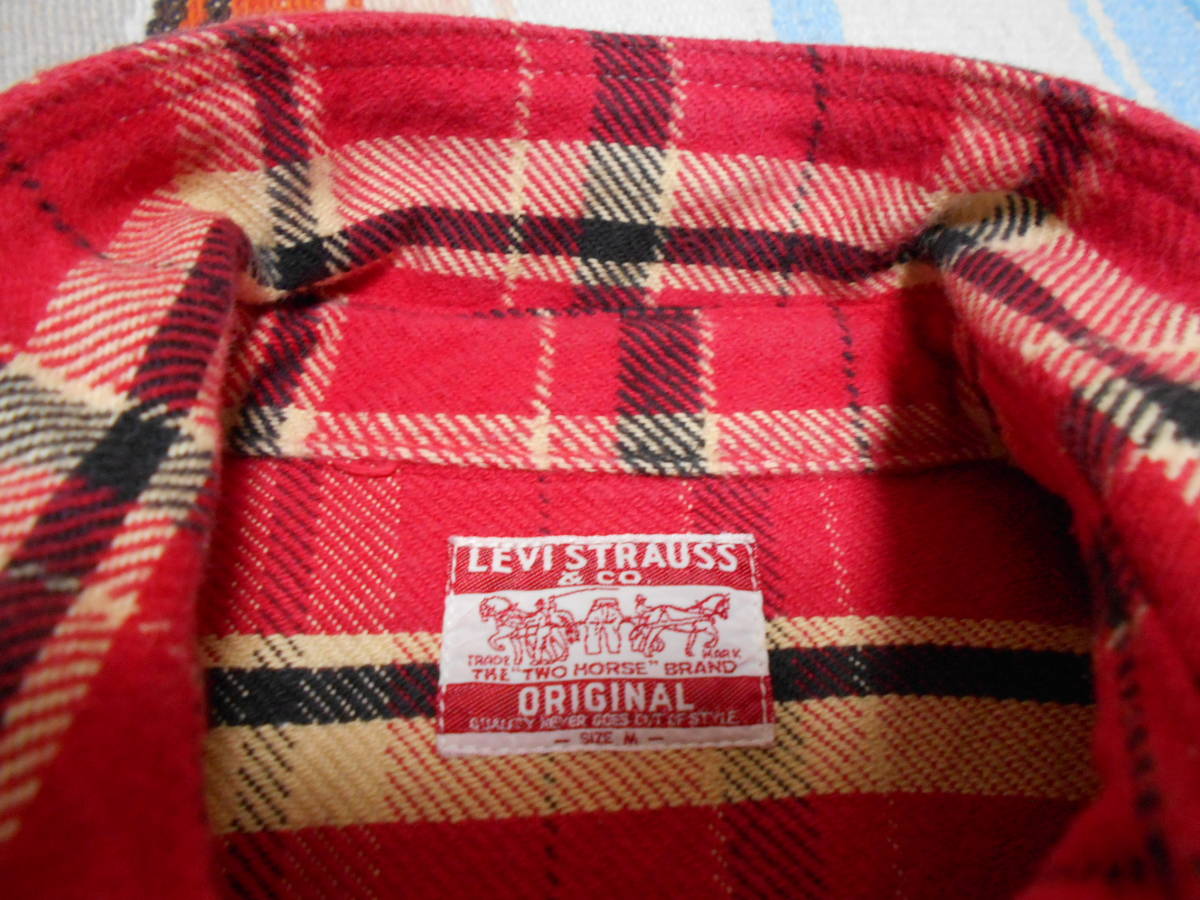 LEVI STRAUSS
& CO.
TRADE MARK
THE "TWO HORSE" BRAND
ORIGINAL
QUALITY NEVER GOES OUT OF STYLE.
- SIZE M -